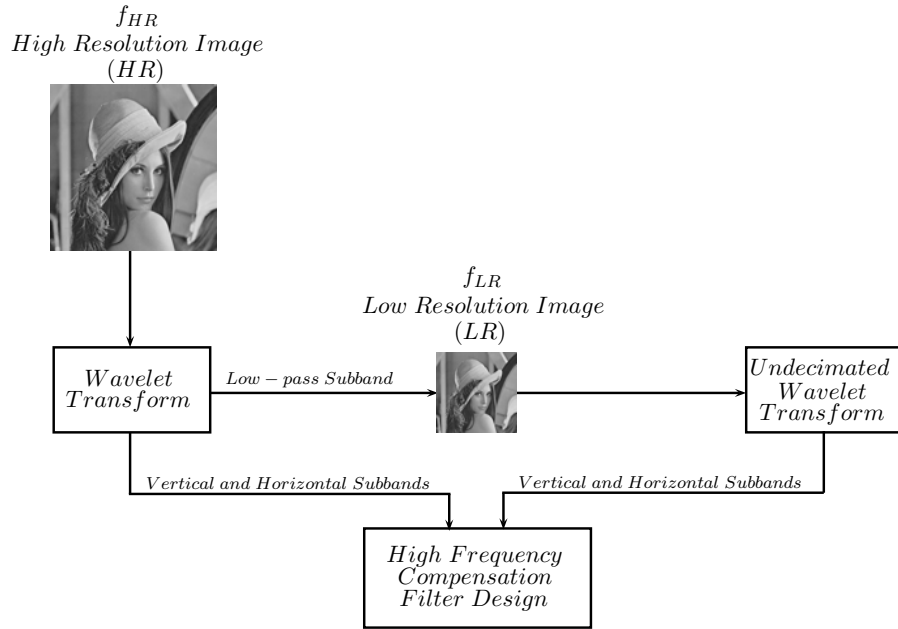 f_{HR}
High Resolution Image
(HR)
f_{LR}
Low Resolution Image
(LR)
Wavelet
Transform
Low - pass Subband
Undecimated
Wavelet
Transform
Vertical and Horizontal Subbands
Vertical and Horizontal Subbands
High Frequency
Compensation
Filter Design